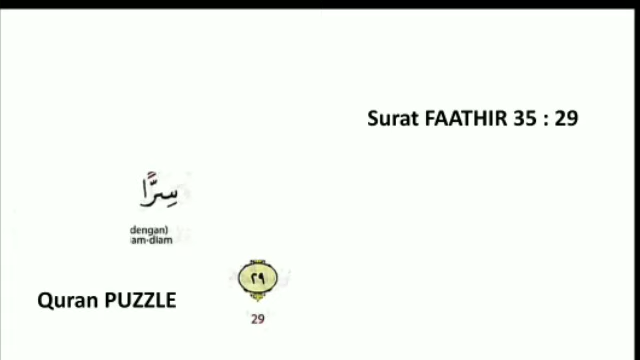 Surat FAATHIR 35 : 29
سِرًّا
dengan)
am-diam
٢٩
Quran PUZZLE
29